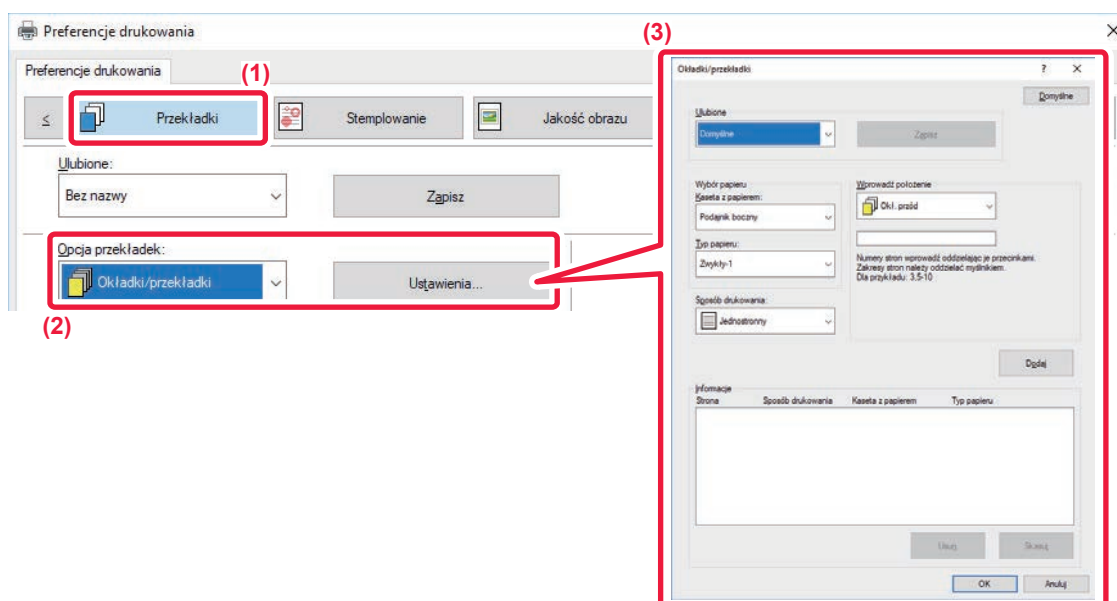 Preferencje drukowania
(3)
Preferencje drukowania
(1)
≤
Przekładki
Stemplowanie
Jakość obrazu
Ulubione:
Bez nazwy
Zapisz
Opcja przekładek:
Okładki/przekładki
Ustawienia...
(2)
Okładki/przekładki
?
Domyślne
Ulubione
Domyślne
Zapisz
Wybór papieru
Kaseta z papierem:
Podajnik boczny
Typ papieru:
Zwykły-1
Sposób drukowania:
Jednostronny
Wprowadź położenie
Okł. przód
Numery stron wprowadź oddzielając je przecinkami.
Zakresy stron należy oddzielać myślnikiem.
Dla przykładu: 3,5-10
Dodaj
Informacje
Strona Sposób drukowania Kaseta z papierem Typ papieru
Usuń
Skasuj
OK
Anuluj